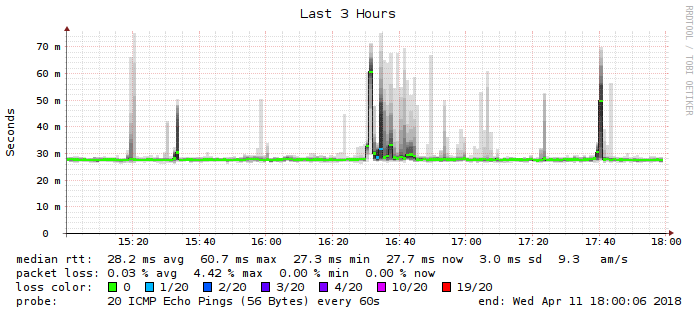 Last 3 Hours
RRDTOOL / TOBI OETIKER
Seconds
70 m
60 m
50 m
40 m
30 m
20 m
10 m
0
15:20 15:40 16:00 16:20 16:40 17:00 17:20 17:40 18:00
median rtt: 28.2 ms avg 60.7 ms max 27.3 ms min 27.7 ms now 3.0 ms sd 9.3 am/s
packet loss: 0.03 % avg 4.42 % max 0.00 % min 0.00 % now
loss color: 0 1/20 2/20 3/20 4/20 10/20 19/20
probe: 20 ICMP Echo Pings (56 Bytes) every 60s end: Wed Apr 11 18:00:06 2018